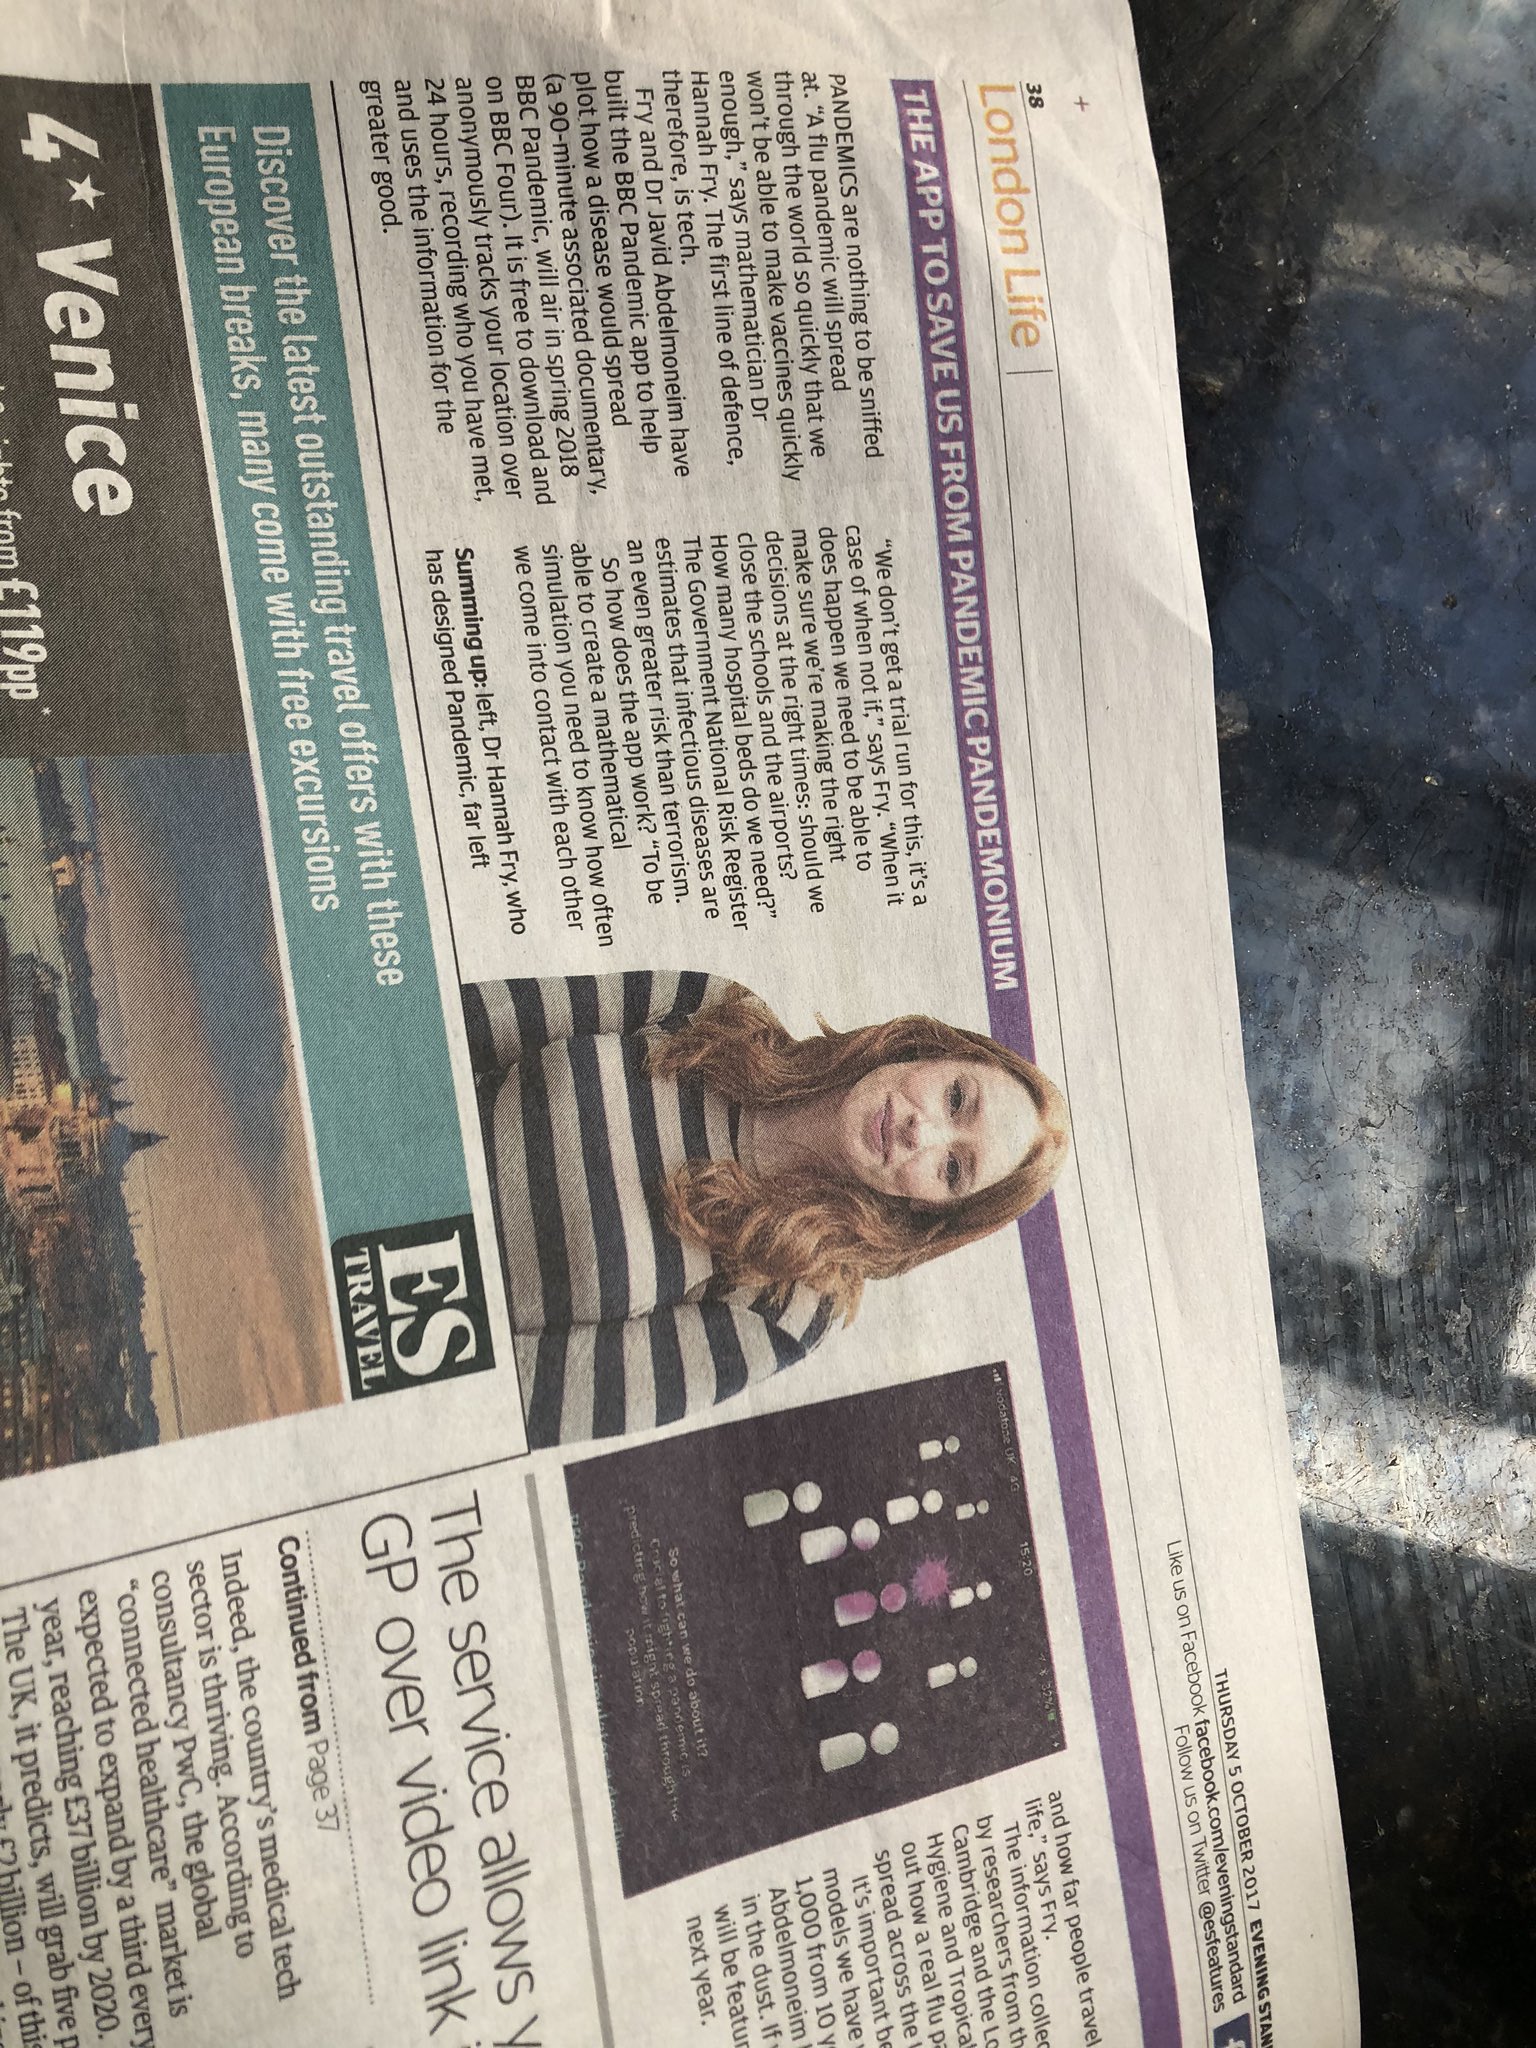 THURSDAY 5 OCTOBER 2017 EVENING
Like us on Facebook facebook.com/eveningstandard
Follow us on Twitter @esfeatures
38
London Life
THE APP TO SAVE US FROM PANDEMIC PANDEMONIUM
PANDEMICS are nothing to be sniffed
at. “A flu pandemic will spread
through the world so quickly that we
won’t be able to make vaccines quickly
enough,” says mathematician Dr
Hannah Fry. The first line of defence,
therefore, is tech.
Fry and Dr Javid Abdelmoneim have
built the BBC Pandemic app to help
plot how a disease would spread
(a 90-minute associated documentary,
BBC Pandemic, will air in spring 2018
on BBC Four). It is free to download and
anonymously tracks your location over
24 hours, recording who you have met,
and uses the information for the
greater good.
“We don’t get a trial run for this, it’s a
case of when not if,” says Fry. “When it
does happen we need to be able to
make sure we’re making the right
decisions at the right times: should we
close the schools and the airports?
How many hospital beds do we need?”
The Government National Risk Register
estimates that infectious diseases are
an even greater risk than terrorism.
So how does the app work? “To be
able to create a mathematical
simulation you need to know how often
we come into contact with each other
Summing up: left, Dr Hannah Fry, who
has designed Pandemic, far left
vodafone UK 4G 15:20 32%
So what can we do about it?
Crucial to fighting a pandemic is
predicting how it might spread through the
population.
BBC Pandemic simulates a deadly
and how far people travel
life,” says Fry.
The information
by researchers from
Cambridge and the
Hygiene and
out how a real flu
spread across the
It’s important
models we have
1,000 from 10
Abdelmoneim
in the dust. If
will be
next year.
Discover the latest outstanding travel offers with these
European breaks, many come with free excursions
ES
TRAVEL
4★ Venice
from £119pp*
The service allows
GP over video link
Continued from Page 37
Indeed, the country’s medical tech
sector is thriving. According to
consultancy PwC, the global
“connected healthcare” market is
expected to expand by a third every
year, reaching £37 billion by 2020.
The UK, it predicts, will grab five
£2 billion – of this